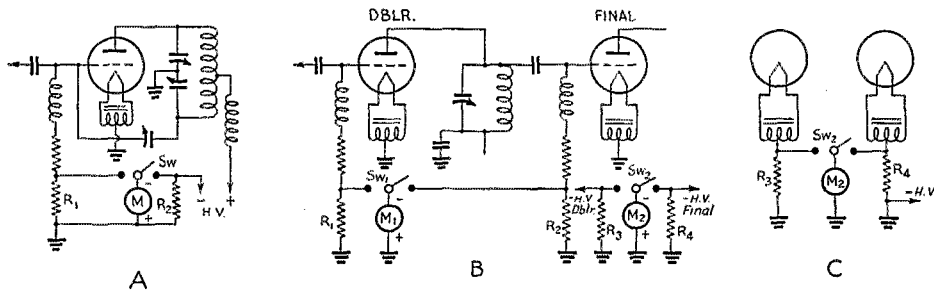 DBLR.
FINAL
Sw
M
-
+
R1
R2
-
H.V.
+
A
Sw1
M1
-
+
R1
-H.V.
Dblr.
Sw2
M2
-
+
-H.V.
Final
R2
R3
R4
B
Sw2
M2
-
+
R3
R4
-H.V.
C